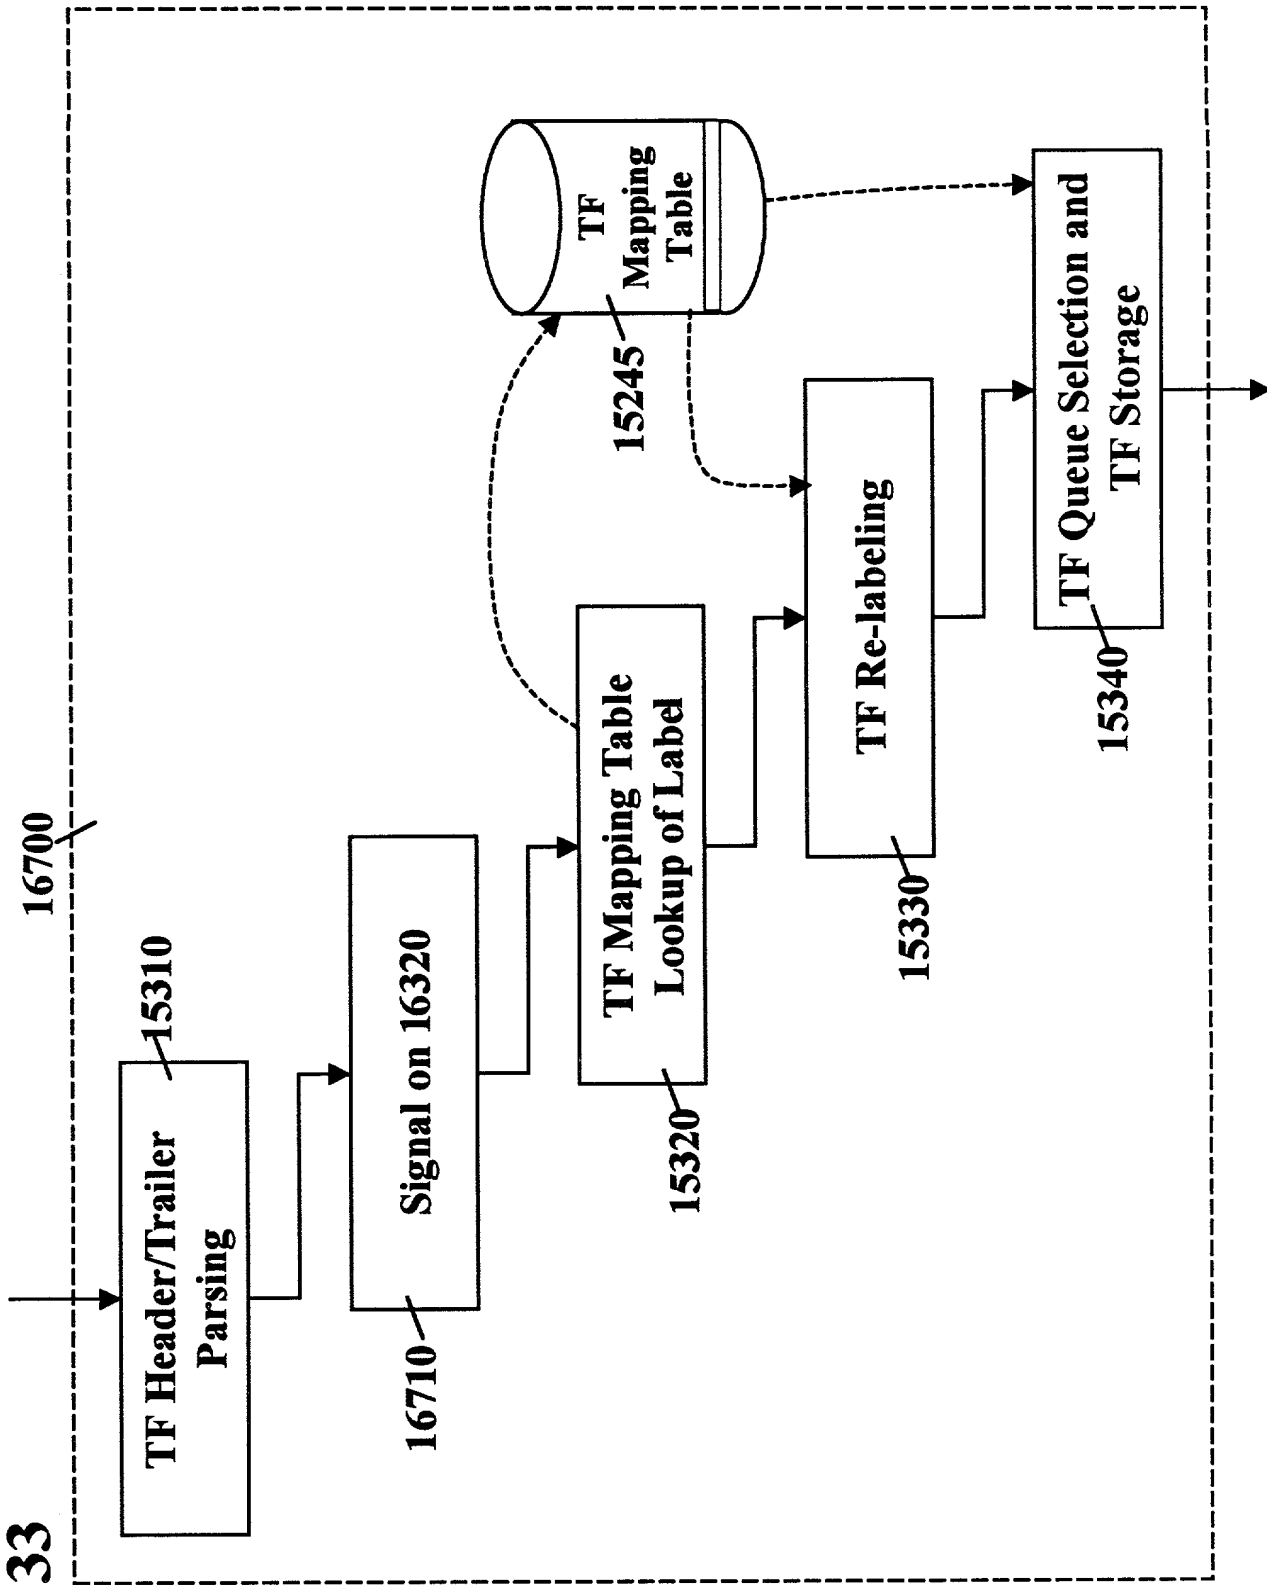 33
16700
TF Header/Trailer
Parsing
15310
Signal on 16320
16710
TF Mapping Table
Lookup of Label
15320
TF
Mapping
Table
15245
TF Re-labeling
15330
TF Queue Selection and
TF Storage
15340